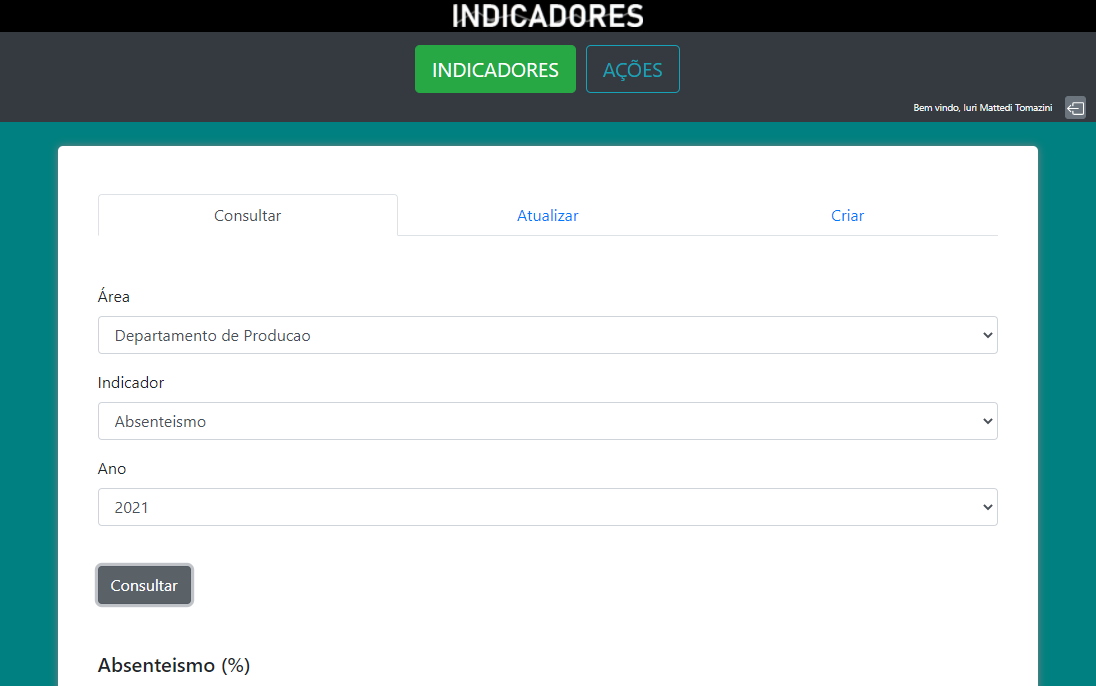 INDICADORES
INDICADORES AÇÕES
Bem vindo, Iuri Mattedi Tomazini
Consultar Atualizar Criar
Área
Departamento de Producao
Indicador
Absenteismo
Ano
2021
Consultar
Absenteismo (%)